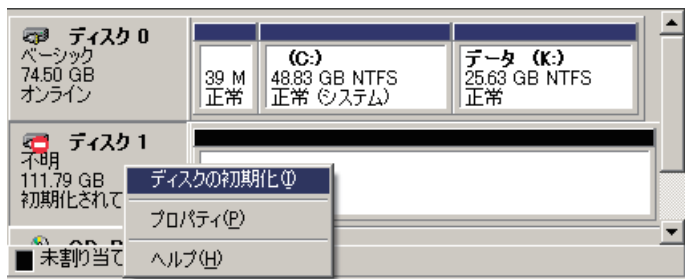 ディスク 0
ベーシック
74.50 GB
オンライン
39 M
正常
(C:)
48.83 GB NTFS
正常 (システム)
データ (K:)
25.63 GB NTFS
正常
ディスク 1
不明
111.79 GB
初期化されて
ディスクの初期化(I)
プロパティ(P)
ヘルプ(H)
未割り当て